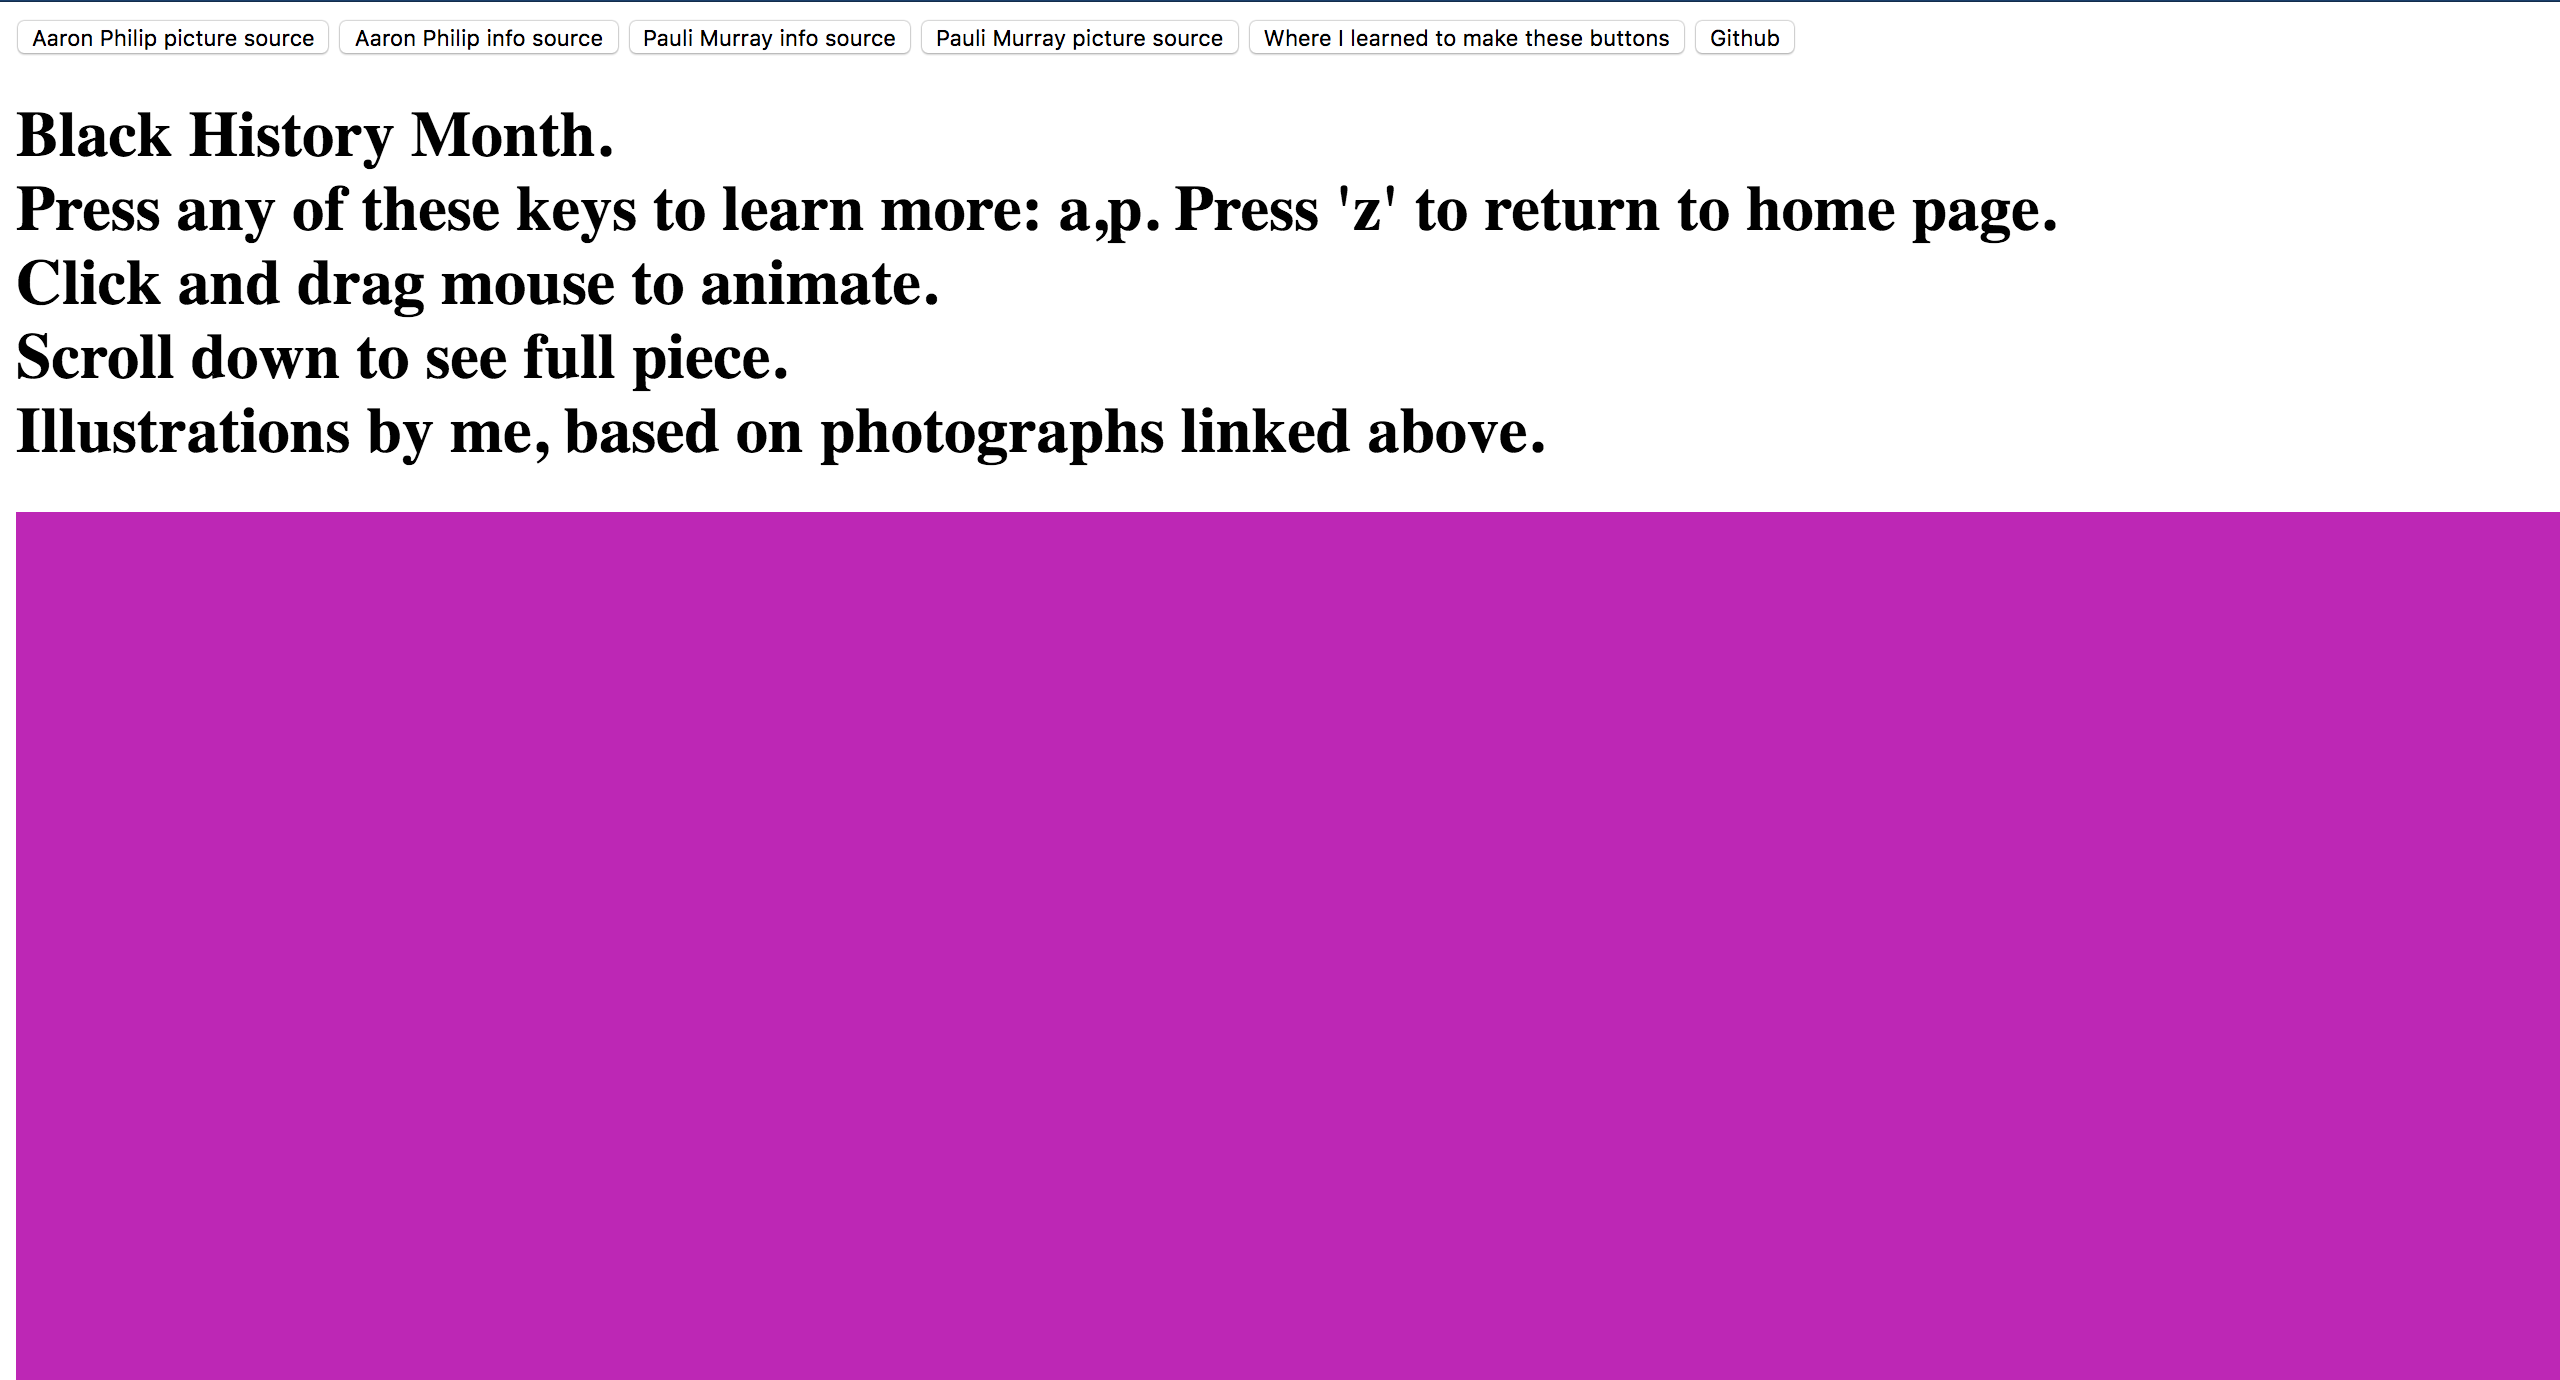 Aaron Philip picture source Aaron Philip info source Pauli Murray info source Pauli Murray picture source Where I learned to make these buttons Github
Black History Month.
Press any of these keys to learn more: a,p. Press 'z' to return to home page.
Click and drag mouse to animate.
Scroll down to see full piece.
Illustrations by me, based on photographs linked above.